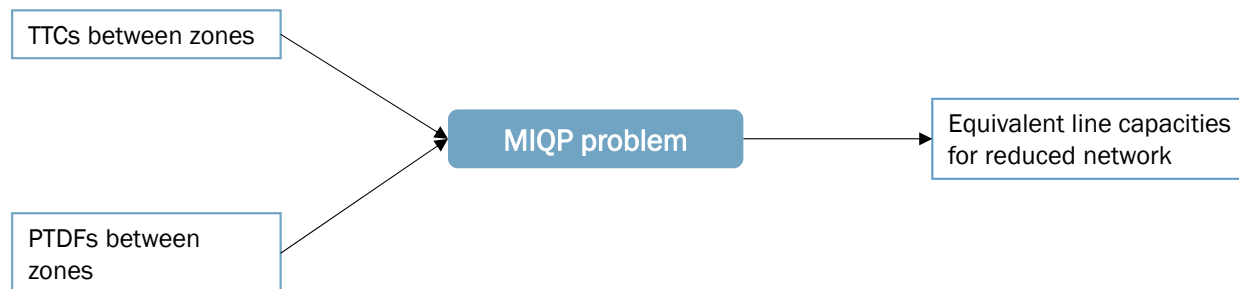 TTCs between zones
MIQP problem
Equivalent line capacities
for reduced network
PTDFs between
zones